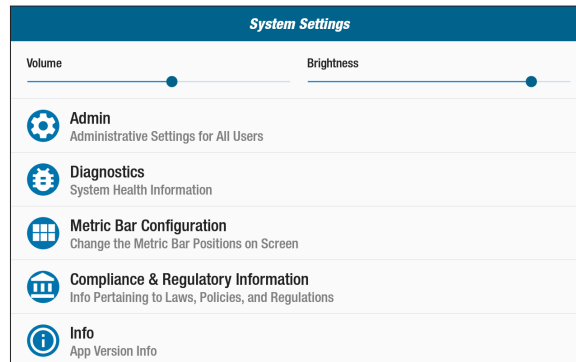 System Settings
Volume
Brightness
Admin
Administrative Settings for All Users
Diagnostics
System Health Information
Metric Bar Configuration
Change the Metric Bar Positions on Screen
Compliance & Regulatory Information
Info Pertaining to Laws, Policies, and Regulations
Info
App Version Info